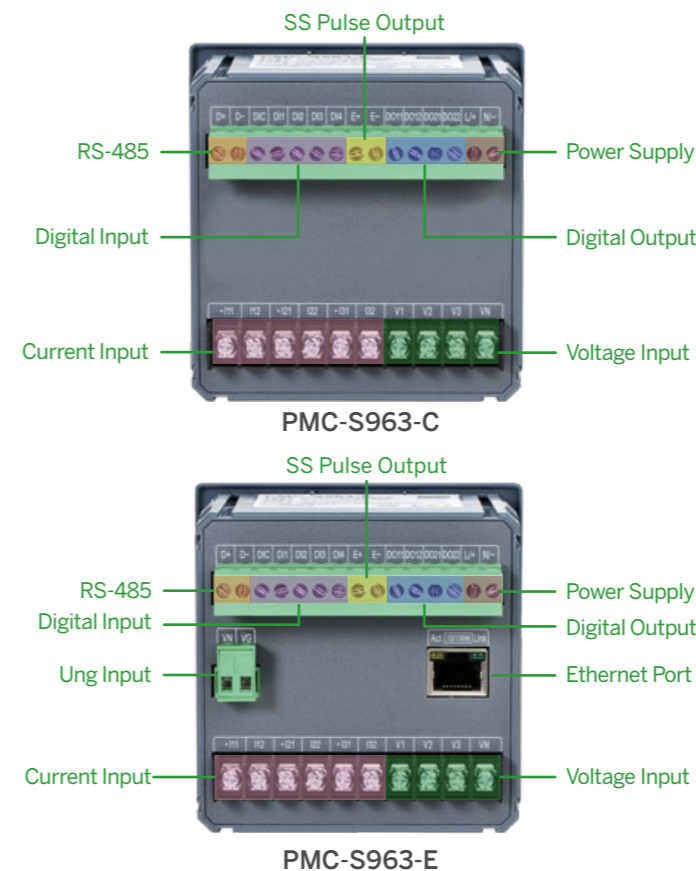 SS Pulse Output
D+ D- DIC DI1 DI2 DI3 DI4 E+ E- DO11 DO12 DO21 DO22 L/+ N/-
RS-485
Power Supply
Digital Input
Digital Output
•I11 I12 •I21 I22 •I31 I32 V1 V2 V3 VN
Current Input
Voltage Input
PMC-S963-C
SS Pulse Output
D+ D- DIC DI1 DI2 DI3 DI4 E+ E- DO11 DO12 DO21 DO22 L/+ N/-
RS-485
Power Supply
Digital Input
Digital Output
VN VG
Act 10/100M Link
Ung Input
Ethernet Port
•I11 I12 •I21 I22 •I31 I32 V1 V2 V3 VN
Current Input
Voltage Input
PMC-S963-E